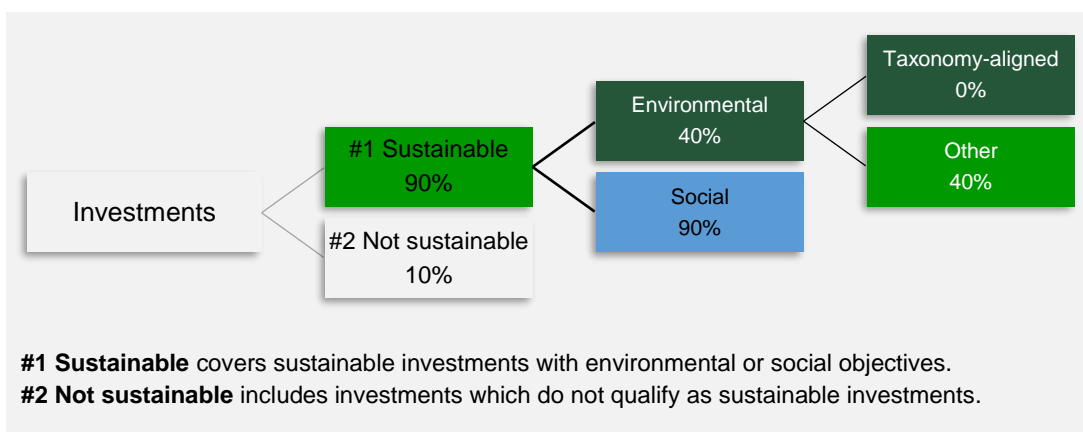 Investments
#1 Sustainable
90%
#2 Not sustainable
10%
Environmental
40%
Social
90%
Taxonomy-aligned
0%
Other
40%
#1 Sustainable covers sustainable investments with environmental or social objectives.
#2 Not sustainable includes investments which do not qualify as sustainable investments.